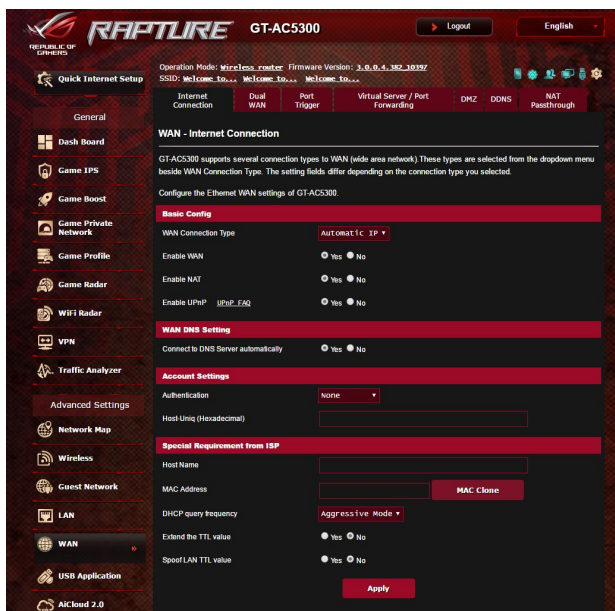 REPUBLIC OF
GAMERS
RAPTURE
GT-AC5300
Logout
English
Quick Internet Setup
Operation Mode: Wireless router Firmware Version: 3.0.0.4.382_10397
SSID: Welcome to... Welcome to... Welcome to...
Internet Connection
Dual WAN
Port Trigger
Virtual Server / Port Forwarding
DMZ
DDNS
NAT Passthrough
General
Dash Board
Game IPS
Game Boost
Game Private Network
Game Profile
Game Radar
WiFi Radar
VPN
Traffic Analyzer
Advanced Settings
Network Map
Wireless
Guest Network
LAN
WAN
USB Application
AiCloud 2.0
WAN - Internet Connection
GT-AC5300 supports several connection types to WAN (wide area network).These types are selected from the dropdown menu
beside WAN Connection Type. The setting fields differ depending on the connection type you selected.
Configure the Ethernet WAN settings of GT-AC5300.
Basic Config
WAN Connection Type Automatic IP
Enable WAN Yes No
Enable NAT Yes No
Enable UPnP UPnP FAQ Yes No
WAN DNS Setting
Connect to DNS Server automatically Yes No
Account Settings
Authentication None
Host-Uniq (Hexadecimal)
Special Requirement from ISP
Host Name
MAC Address MAC Clone
DHCP query frequency Aggressive Mode
Extend the TTL value Yes No
Spoof LAN TTL value Yes No
Apply